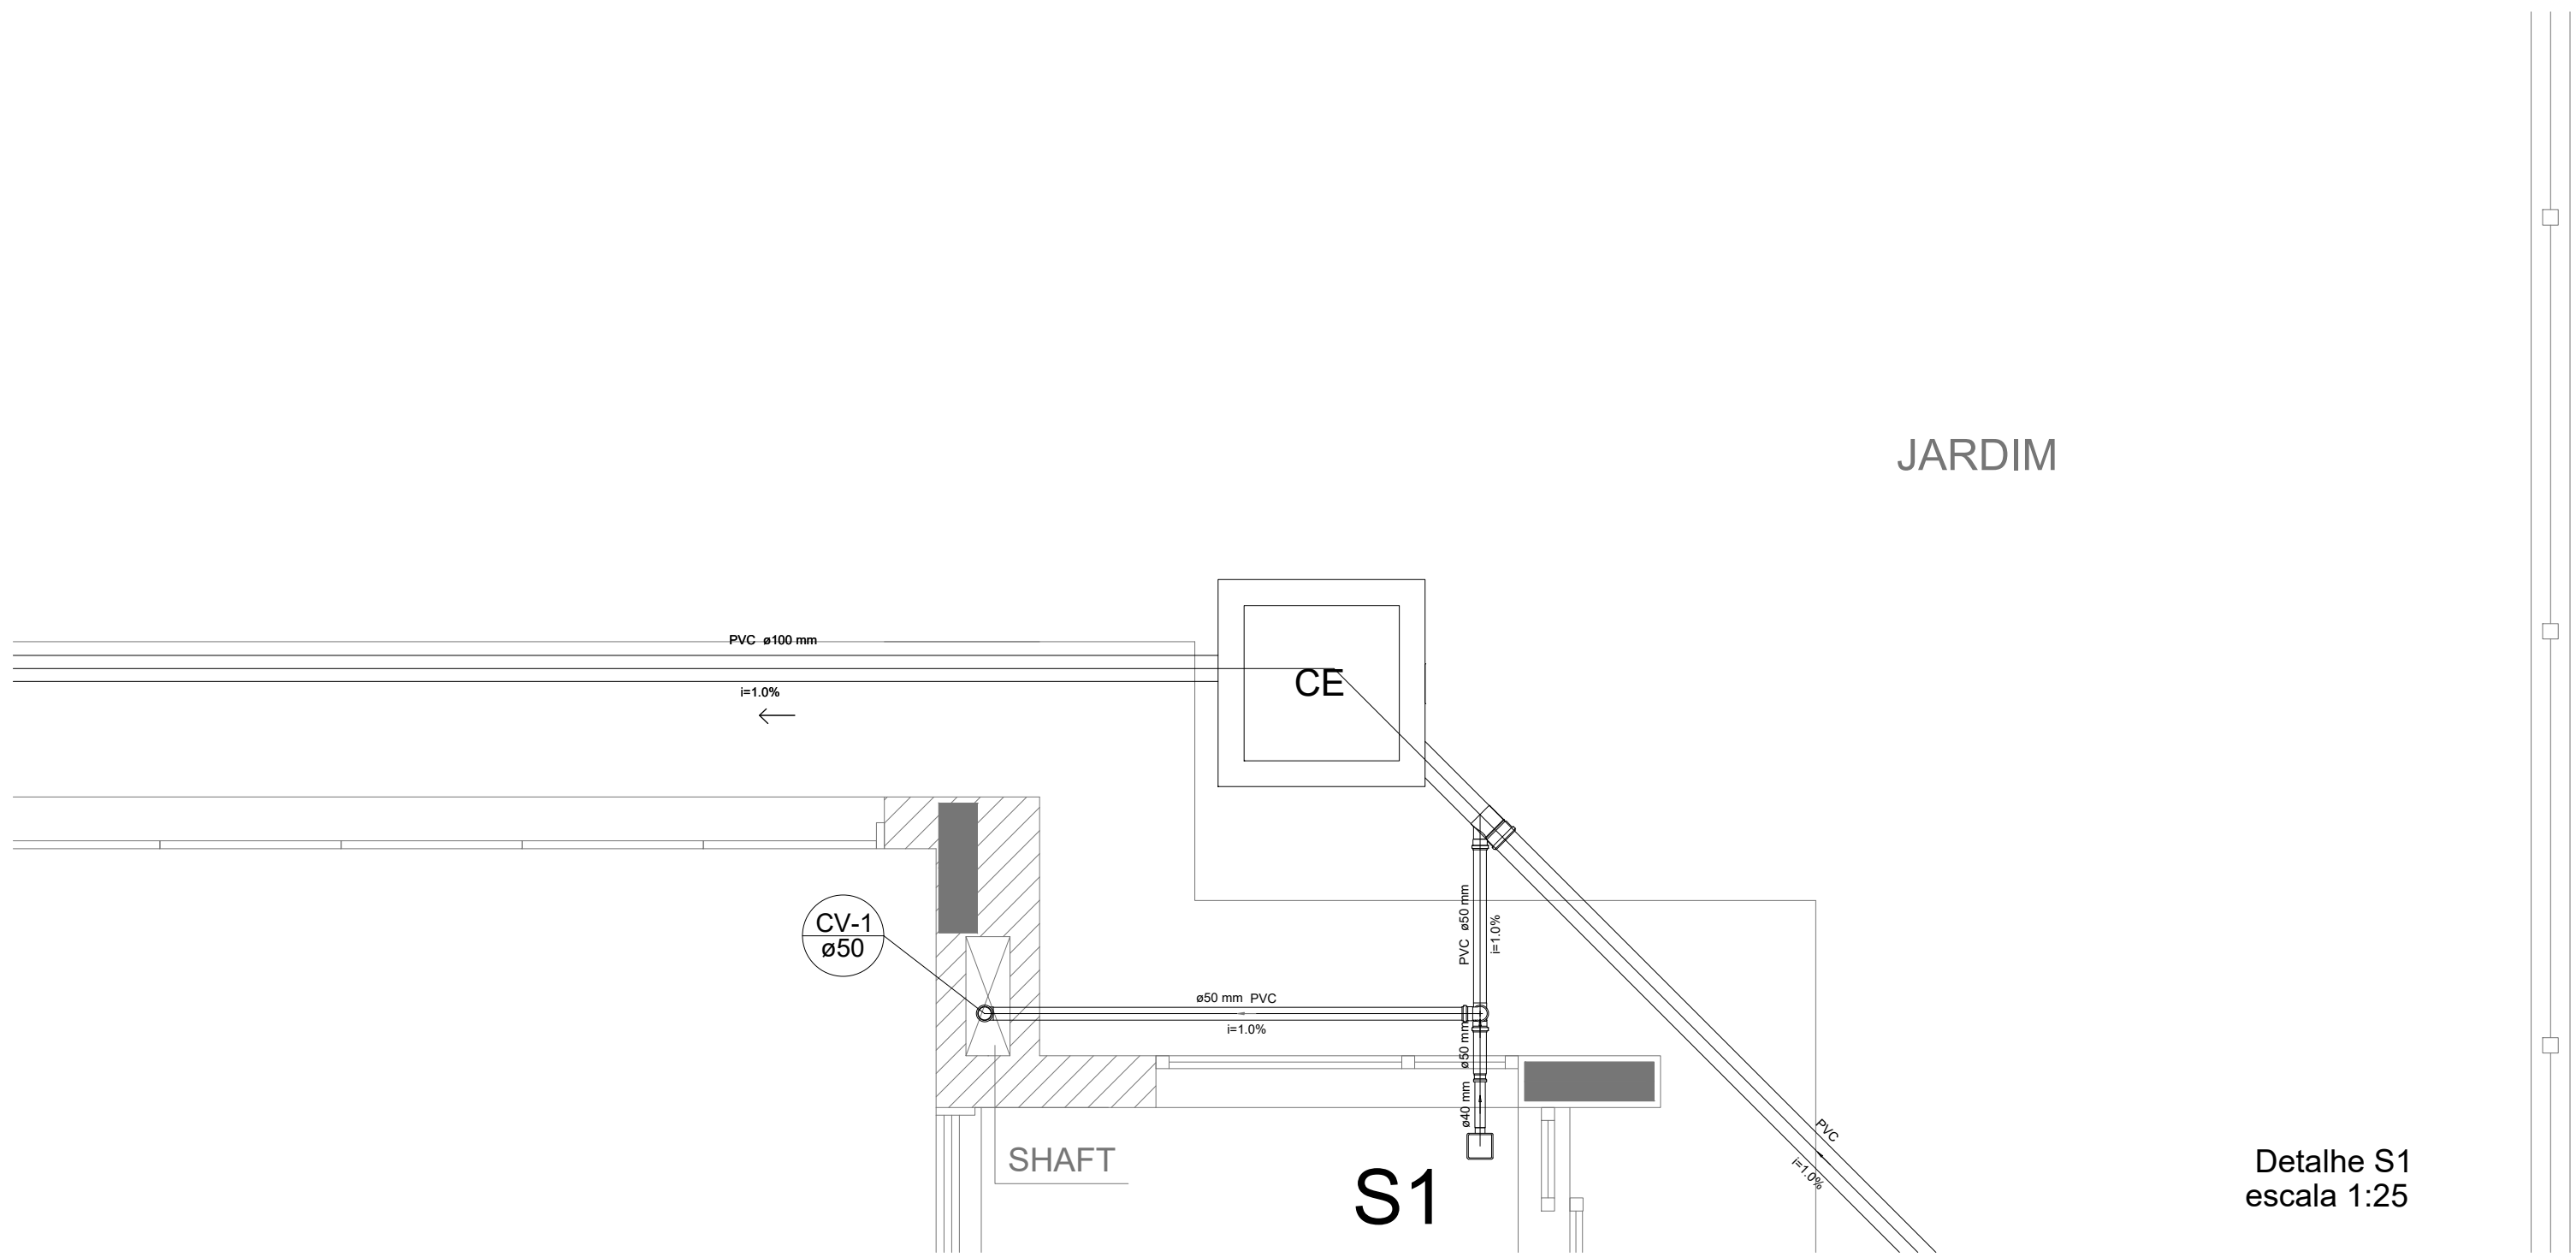 JARDIM
PVC ø100 mm
i=1.0%
CE
CV-1
ø50
PVC ø50 mm
i=1.0%
ø50 mm PVC
i=1.0%
ø50 mm
ø40 mm
PVC
i=1.0%
SHAFT
S1
Detalhe S1
escala 1:25